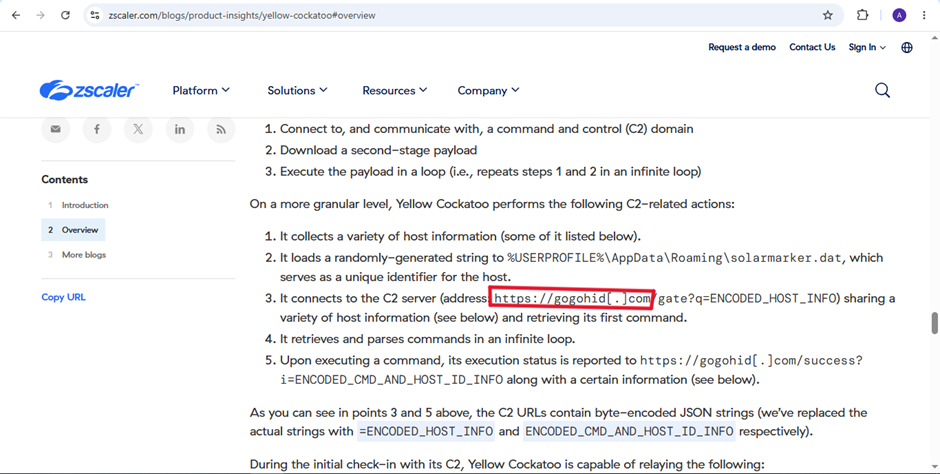 zscaler.com/blogs/product-insights/yellow-cockatoo#overview
A
Request a demo Contact Us Sign In
zscaler™ Platform Solutions Resources Company
1. Connect to, and communicate with, a command and control (C2) domain
2. Download a second-stage payload
3. Execute the payload in a loop (i.e., repeats steps 1 and 2 in an infinite loop)
Contents
1 Introduction
2 Overview
3 More blogs
Copy URL
On a more granular level, Yellow Cockatoo performs the following C2-related actions:
1. It collects a variety of host information (some of it listed below).
2. It loads a randomly-generated string to %USERPROFILE%\AppData\Roaming\solarmarker.dat, which
serves as a unique identifier for the host.
3. It connects to the C2 server (address: https://gogohid[.]com/gate?q=ENCODED_HOST_INFO) sharing a
variety of host information (see below) and retrieving its first command.
4. It retrieves and parses commands in an infinite loop.
5. Upon executing a command, its execution status is reported to https://gogohid[.]com/success?
i=ENCODED_CMD_AND_HOST_ID_INFO along with a certain information (see below).
As you can see in points 3 and 5 above, the C2 URLs contain byte-encoded JSON strings (we've replaced the
actual strings with =ENCODED_HOST_INFO and ENCODED_CMD_AND_HOST_ID_INFO respectively).
During the initial check-in with its C2, Yellow Cockatoo is capable of relaying the following: